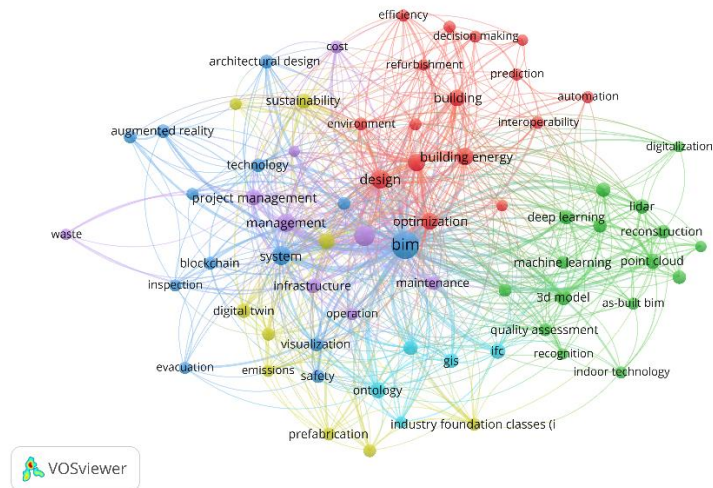 efficiency
decision making
cost
architectural design
refurbishment
prediction
sustainability
building
automation
augmented reality
environment
interoperability
digitalization
technology
building energy
design
project management
lidar
deep learning
management
optimization
reconstruction
waste
bim
system
blockchain
machine learning
point cloud
inspection
infrastructure
maintenance
3d model
as-built bim
digital twin
operation
quality assessment
visualization
recognition
evacuation
emissions
safety
gis
ifc
indoor technology
ontology
industry foundation classes (i
prefabrication
VOSviewer